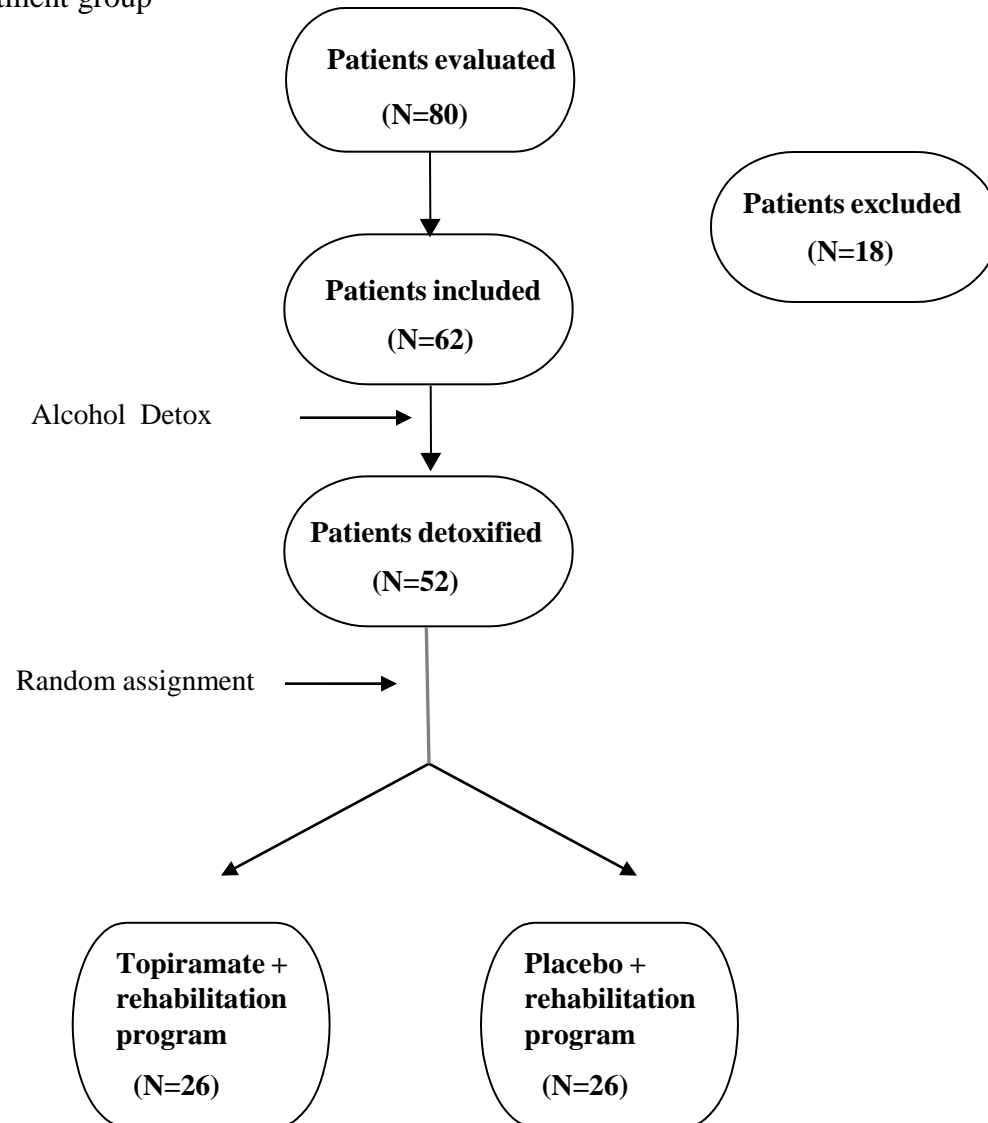 group
Patients evaluated
(N=80)
Patients excluded
(N=18)
Patients included
(N=62)
Alcohol Detox
Patients detoxified
(N=52)
Random assignment
Topiramate +
rehabilitation
program
(N=26)
Placebo +
rehabilitation
program
(N=26)